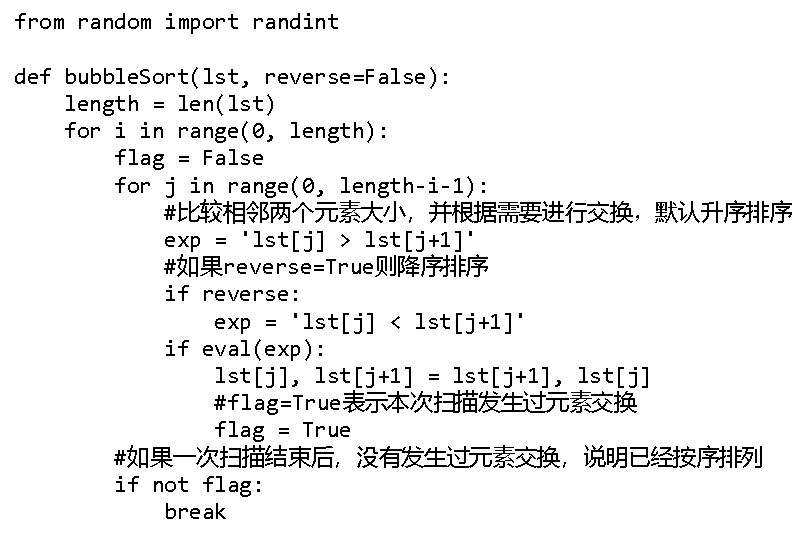 from random import randint

def bubbleSort(lst, reverse=False):
    length = len(lst)
    for i in range(0, length):
        flag = False
        for j in range(0, length-i-1):
            #比较相邻两个元素大小，并根据需要进行交换，默认升序排序
            exp = 'lst[j] > lst[j+1]'
            #如果reverse=True则降序排序
            if reverse:
                exp = 'lst[j] < lst[j+1]'
            if eval(exp):
                lst[j], lst[j+1] = lst[j+1], lst[j]
                #flag=True表示本次扫描发生过元素交换
                flag = True
        #如果一次扫描结束后，没有发生过元素交换，说明已经按序排列
        if not flag:
            break